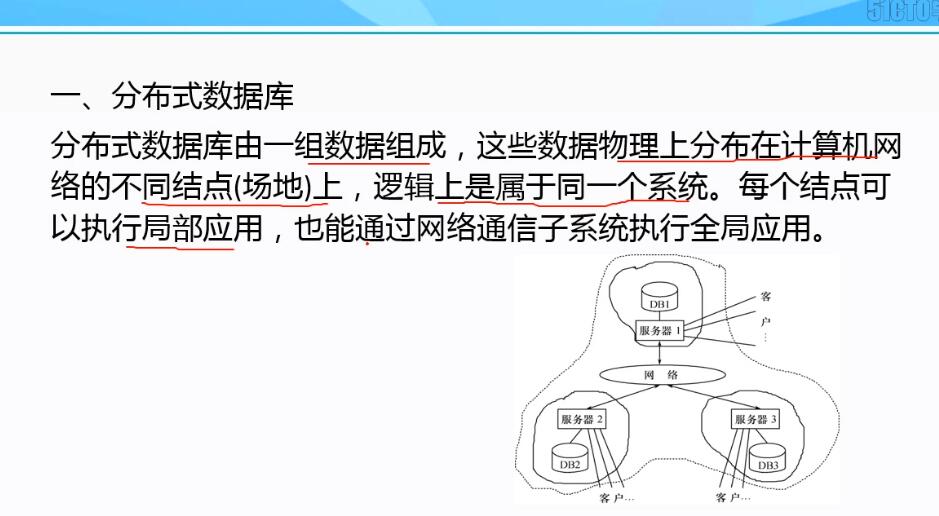 51CTO
一、分布式数据库
分布式数据库由一组数据组成，这些数据物理上分布在计算机网
络的不同结点(场地)上，逻辑上是属于同一个系统。每个结点可
以执行局部应用，也能通过网络通信子系统执行全局应用。
DB1
客
服务器 1
户
⋮
网 络
服务器 2
服务器 3
DB2
DB3
客 户…
客 户…